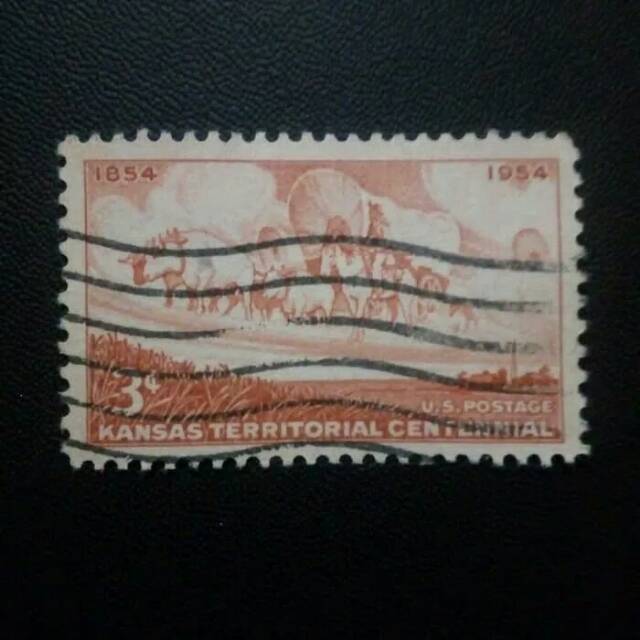 1854 1954
3¢
U.S. POSTAGE
KANSAS TERRITORIAL CENTENNIAL